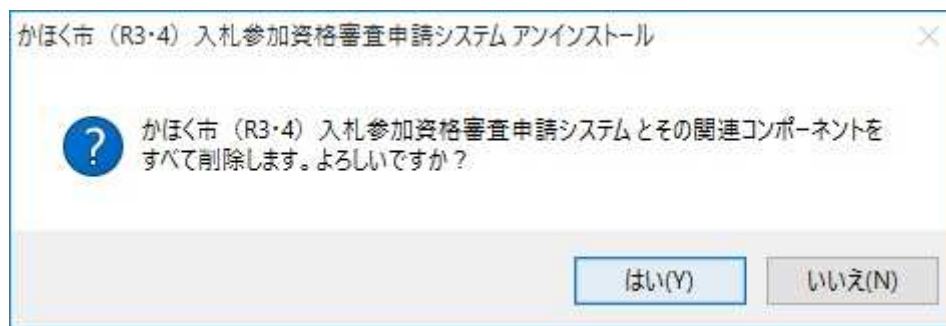 かほく市（R3･4）入札参加資格審査申請システム アンインストール
かほく市（R3･4）入札参加資格審査申請システム とその関連コンポーネントを
すべて削除します。よろしいですか？
はい(Y)
いいえ(N)